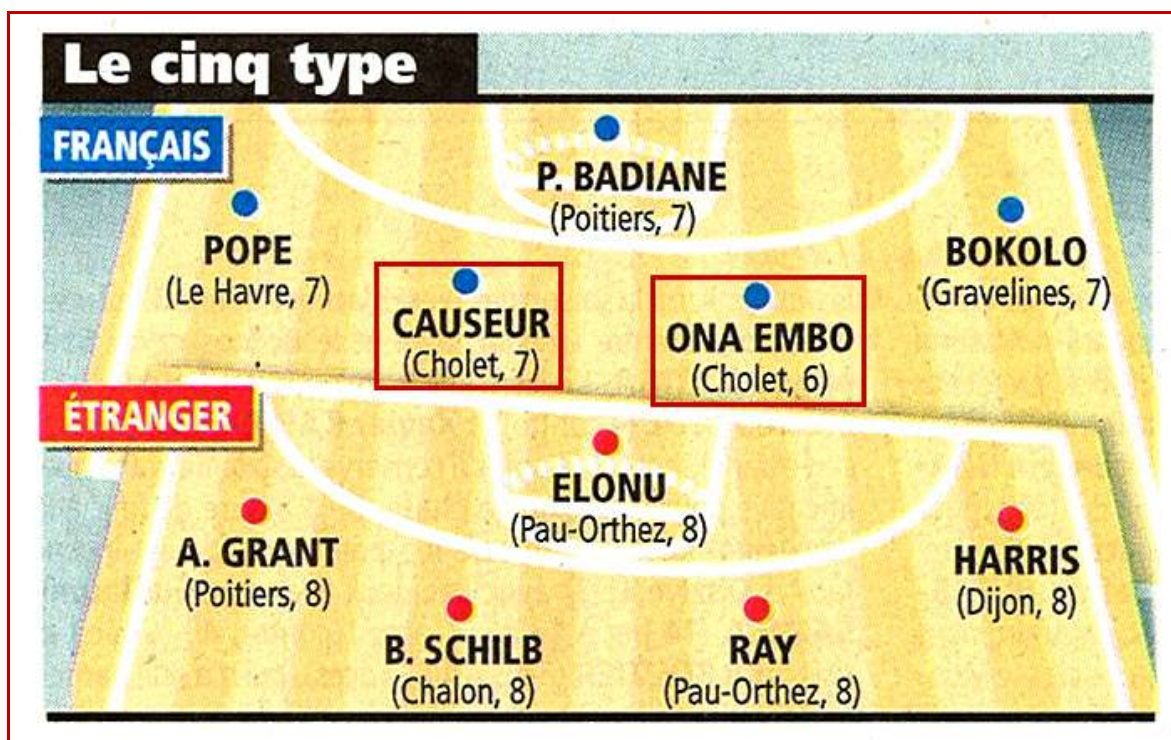 Le cinq type
FRANÇAIS
P. BADIANE
(Poitiers, 7)
POPE
(Le Havre, 7)
BOKOLO
(Gravelines, 7)
CAUSEUR
(Cholet, 7)
ONA EMBO
(Cholet, 6)
ÉTRANGER
ELONU
(Pau-Orthez, 8)
A. GRANT
(Poitiers, 8)
HARRIS
(Dijon, 8)
B. SCHILB
(Chalon, 8)
RAY
(Pau-Orthez, 8)